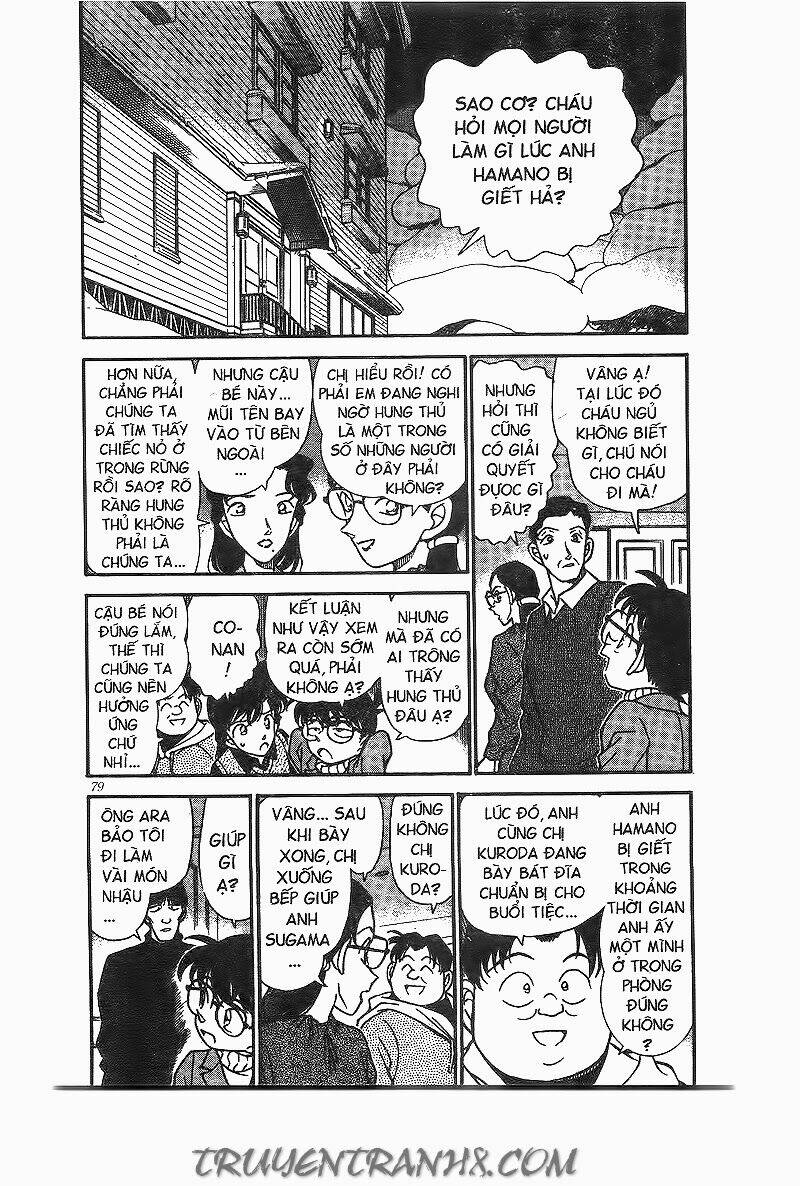 SAO CƠ? CHÁU
HỎI MỌI NGƯỜI
LÀM GÌ LÚC ANH
HAMANO BỊ
GIẾT HẢ?
VÂNG Ạ!
TẠI LÚC ĐÓ
CHÁU NGỦ
KHÔNG BIẾT
GÌ, CHÚ NÓI
CHO CHÁU
ĐI MÀ!
NHƯNG
HỎI THÌ
CŨNG
CÓ GIẢI
QUYẾT
ĐƯỢC GÌ
ĐÂU?
CHỊ HIỂU RỒI! CÓ
PHẢI EM ĐANG NGHI
NGỜ HUNG THỦ
LÀ MỘT TRONG
SỐ NHỮNG NGƯỜI
Ở ĐÂY PHẢI
KHÔNG?
NHƯNG CẬU
BÉ NÀY...
MŨI TÊN BAY
VÀO TỪ BÊN
NGOÀI
...
HƠN NỮA,
CHẲNG PHẢI
CHÚNG TA
ĐÃ TÌM THẤY
CHIẾC NỎ Ở
TRONG RỪNG
RỒI SAO? RÕ
RÀNG HUNG
THỦ KHÔNG
PHẢI LÀ
CHÚNG TA...
NHƯNG
MÀ ĐÃ CÓ
AI TRÔNG
THẤY
HUNG THỦ
ĐÂU Ạ?
KẾT LUẬN
NHƯ VẬY XEM
RA CÒN SỚM
QUÁ, PHẢI
KHÔNG Ạ?
CO-
NAN
!
CẬU BÉ NÓI
ĐÚNG LẮM,
THẾ THÌ
CHÚNG TA
CŨNG NÊN
HƯỞNG
ỨNG
CHỨ
NHỈ...
79
ANH
HAMANO
BỊ GIẾT
TRONG
KHOẢNG
THỜI GIAN
ANH ẤY
MỘT MÌNH
Ở TRONG
PHÒNG
ĐÚNG
KHÔNG
?
LÚC ĐÓ, ANH
CŨNG CHỊ
KURODA ĐANG
BÀY BÁT ĐĨA
CHUẨN BỊ CHO
BUỔI TIỆC...
ĐÚNG
KHÔNG
CHỊ
KURO-
DA?
VÂNG... SAU
KHI BÀY
XONG, CHỊ
XUỐNG
BẾP GIÚP
ANH
SUGAMA
...
GIÚP
GÌ
Ạ?
ÔNG ARA
BẢO TÔI
ĐI LÀM
VÀI MÓN
NHẬU
...
TRUYENTRANH8.COM